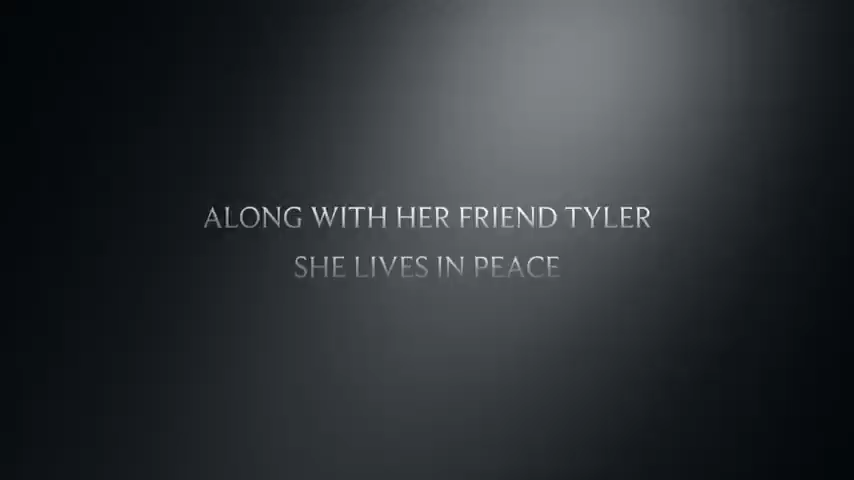 ALONG WITH HER FRIEND TYLER
SHE LIVES IN PEACE